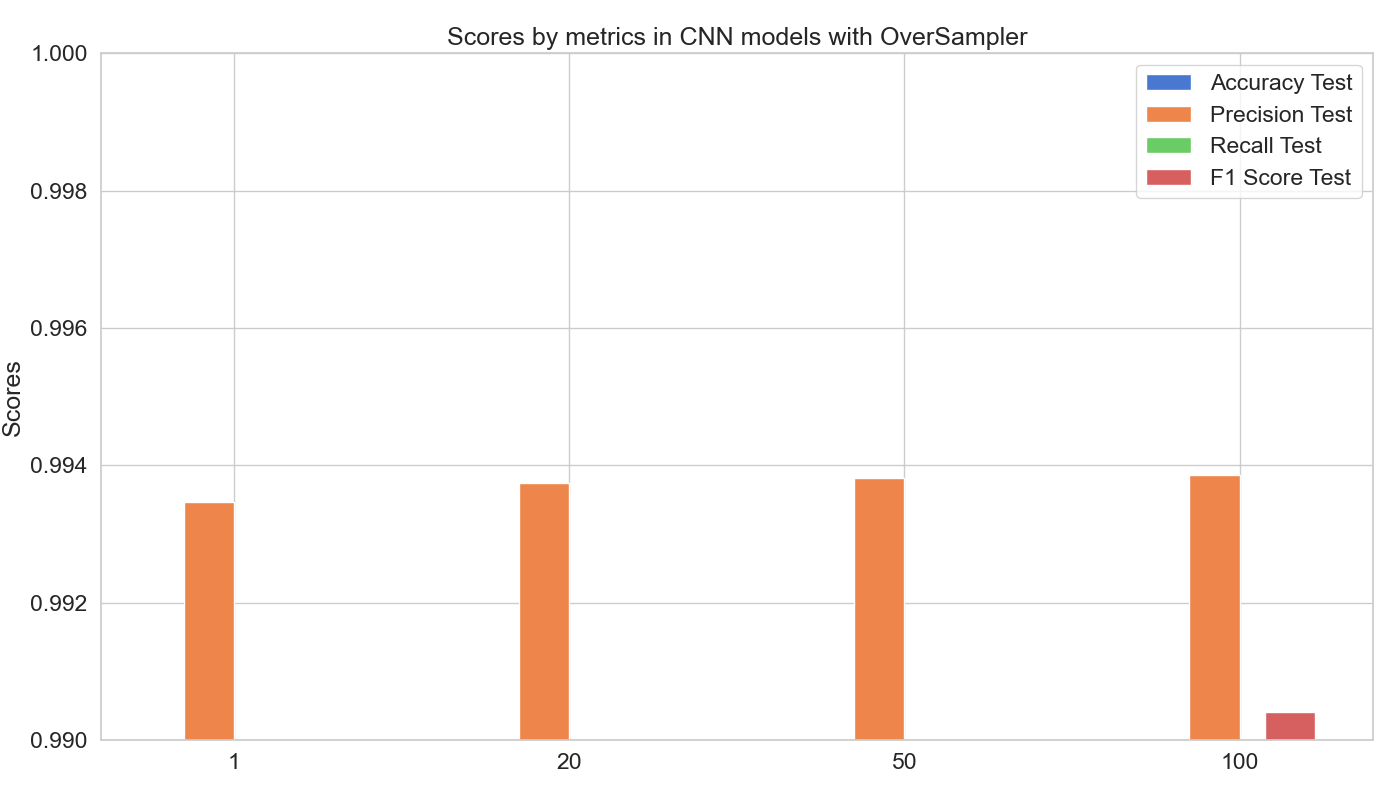 Scores by metrics in CNN models with OverSampler
1.000
0.998
0.996
0.994
0.992
0.990
Scores
1
20
50
100
Accuracy Test
Precision Test
Recall Test
F1 Score Test